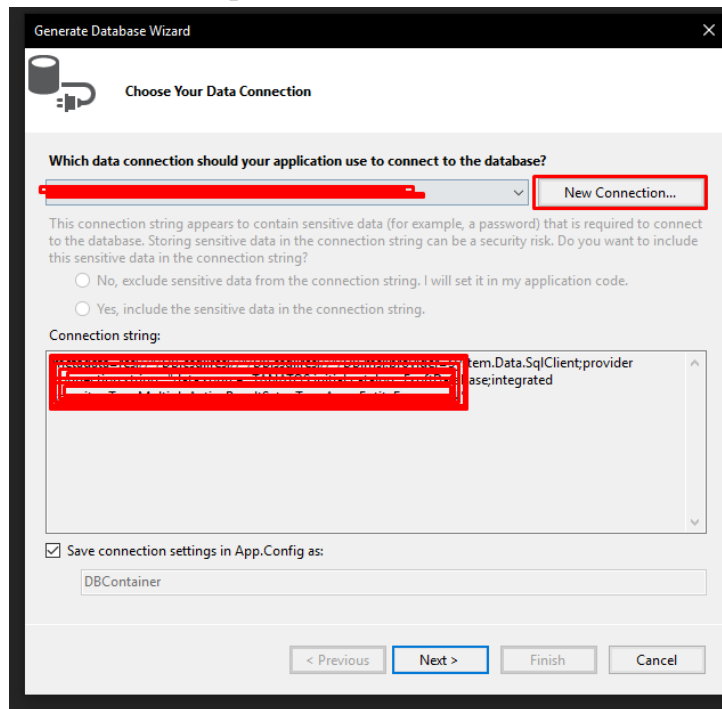 Generate Database Wizard
Choose Your Data Connection
Which data connection should your application use to connect to the database?
New Connection...
This connection string appears to contain sensitive data (for example, a password) that is required to connect
to the database. Storing sensitive data in the connection string can be a security risk. Do you want to include
this sensitive data in the connection string?
No, exclude sensitive data from the connection string. I will set it in my application code.
Yes, include the sensitive data in the connection string.
Connection string:
tem.Data.SqlClient;provider
ase;integrated
Save connection settings in App.Config as:
DBContainer
< Previous
Next >
Finish
Cancel